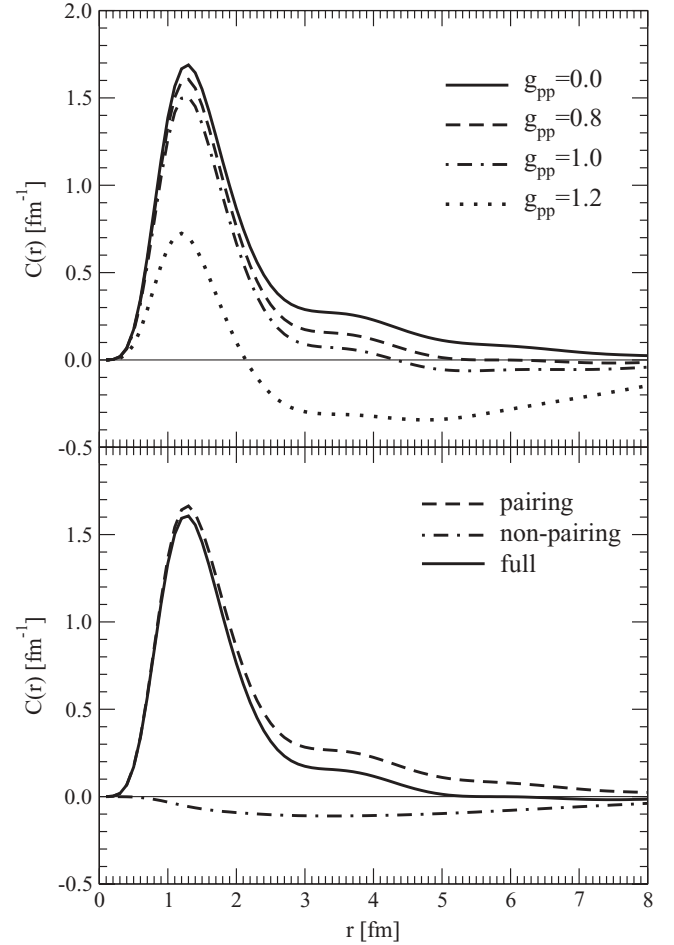 2.0
g_pp=0.0
g_pp=0.8
g_pp=1.0
g_pp=1.2
1.5
1.0
0.5
0.0
-0.5
C(r) [fm^-1]
pairing
non-pairing
full
1.5
1.0
0.5
0.0
-0.5
C(r) [fm^-1]
0 1 2 3 4 5 6 7 8
r [fm]